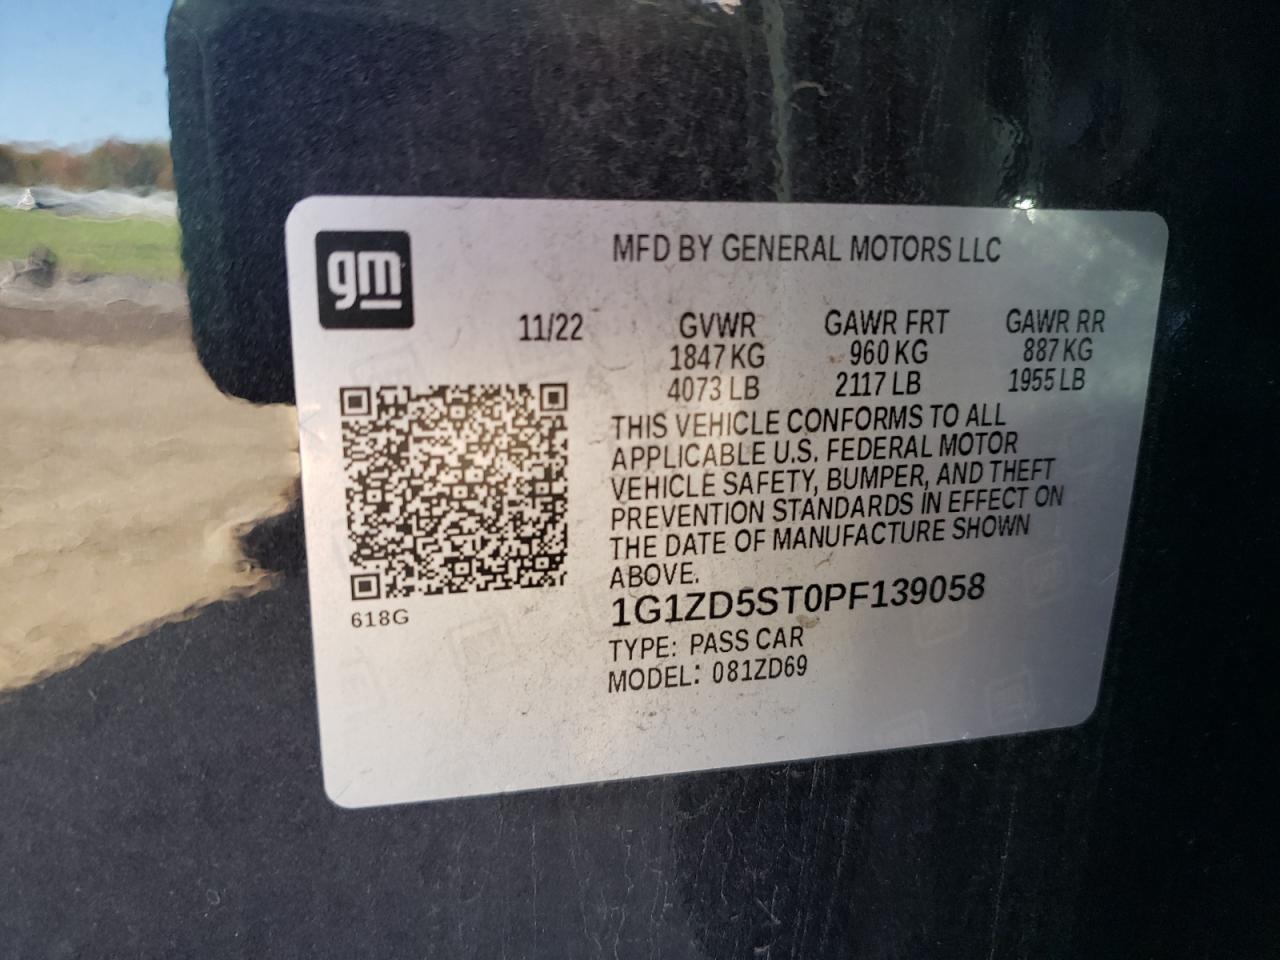 gm
MFD BY GENERAL MOTORS LLC
11/22 GVWR GAWR FRT GAWR RR
1847 KG 960 KG 887 KG
4073 LB 2117 LB 1955 LB
THIS VEHICLE CONFORMS TO ALL
APPLICABLE U.S. FEDERAL MOTOR
VEHICLE SAFETY, BUMPER, AND THEFT
PREVENTION STANDARDS IN EFFECT ON
THE DATE OF MANUFACTURE SHOWN
ABOVE.
1G1ZD5ST0PF139058
618G
TYPE: PASS CAR
MODEL: 081ZD69